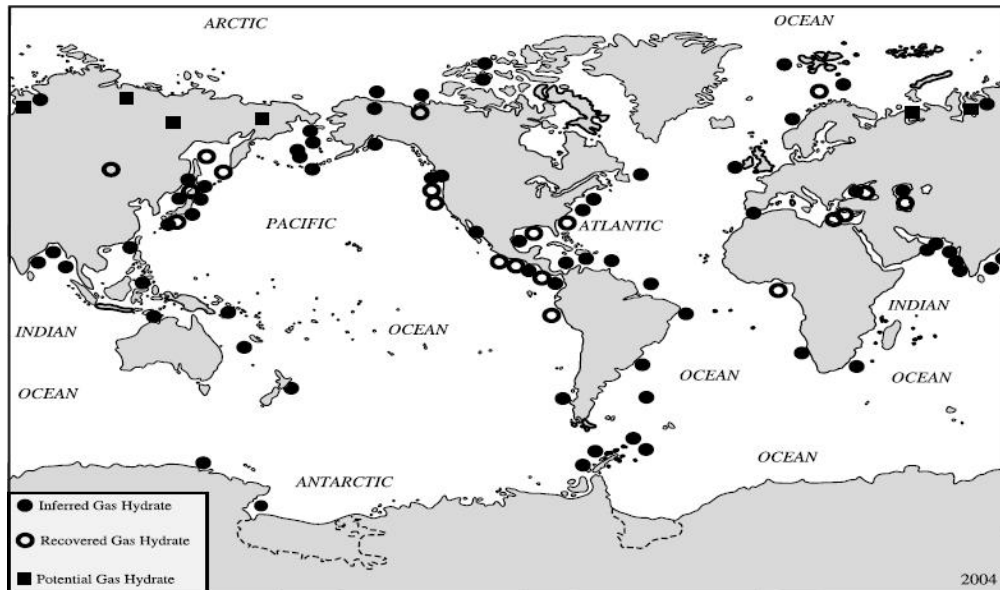 ARCTIC
OCEAN
PACIFIC
ATLANTIC
INDIAN
OCEAN
INDIAN
OCEAN
OCEAN
OCEAN
OCEAN
ANTARCTIC
OCEAN
Inferred Gas Hydrate
Recovered Gas Hydrate
Potential Gas Hydrate
2004